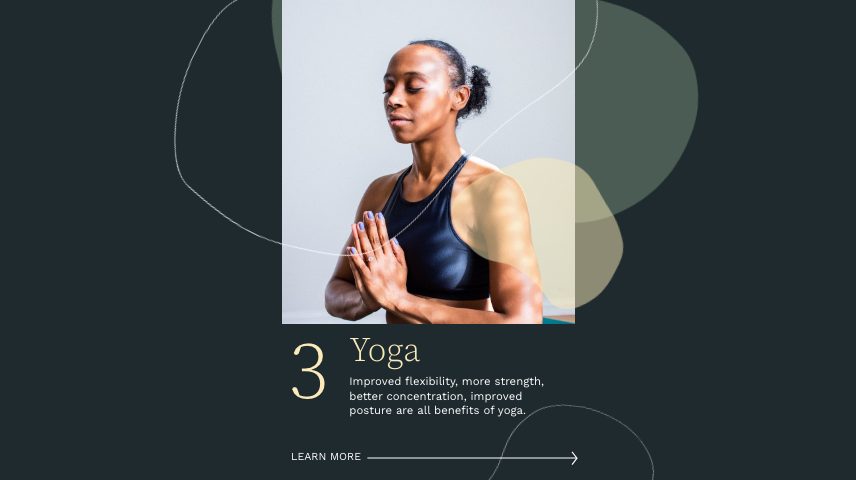 3
Yoga
Improved flexibility, more strength,
better concentration, improved
posture are all benefits of yoga.
LEARN MORE